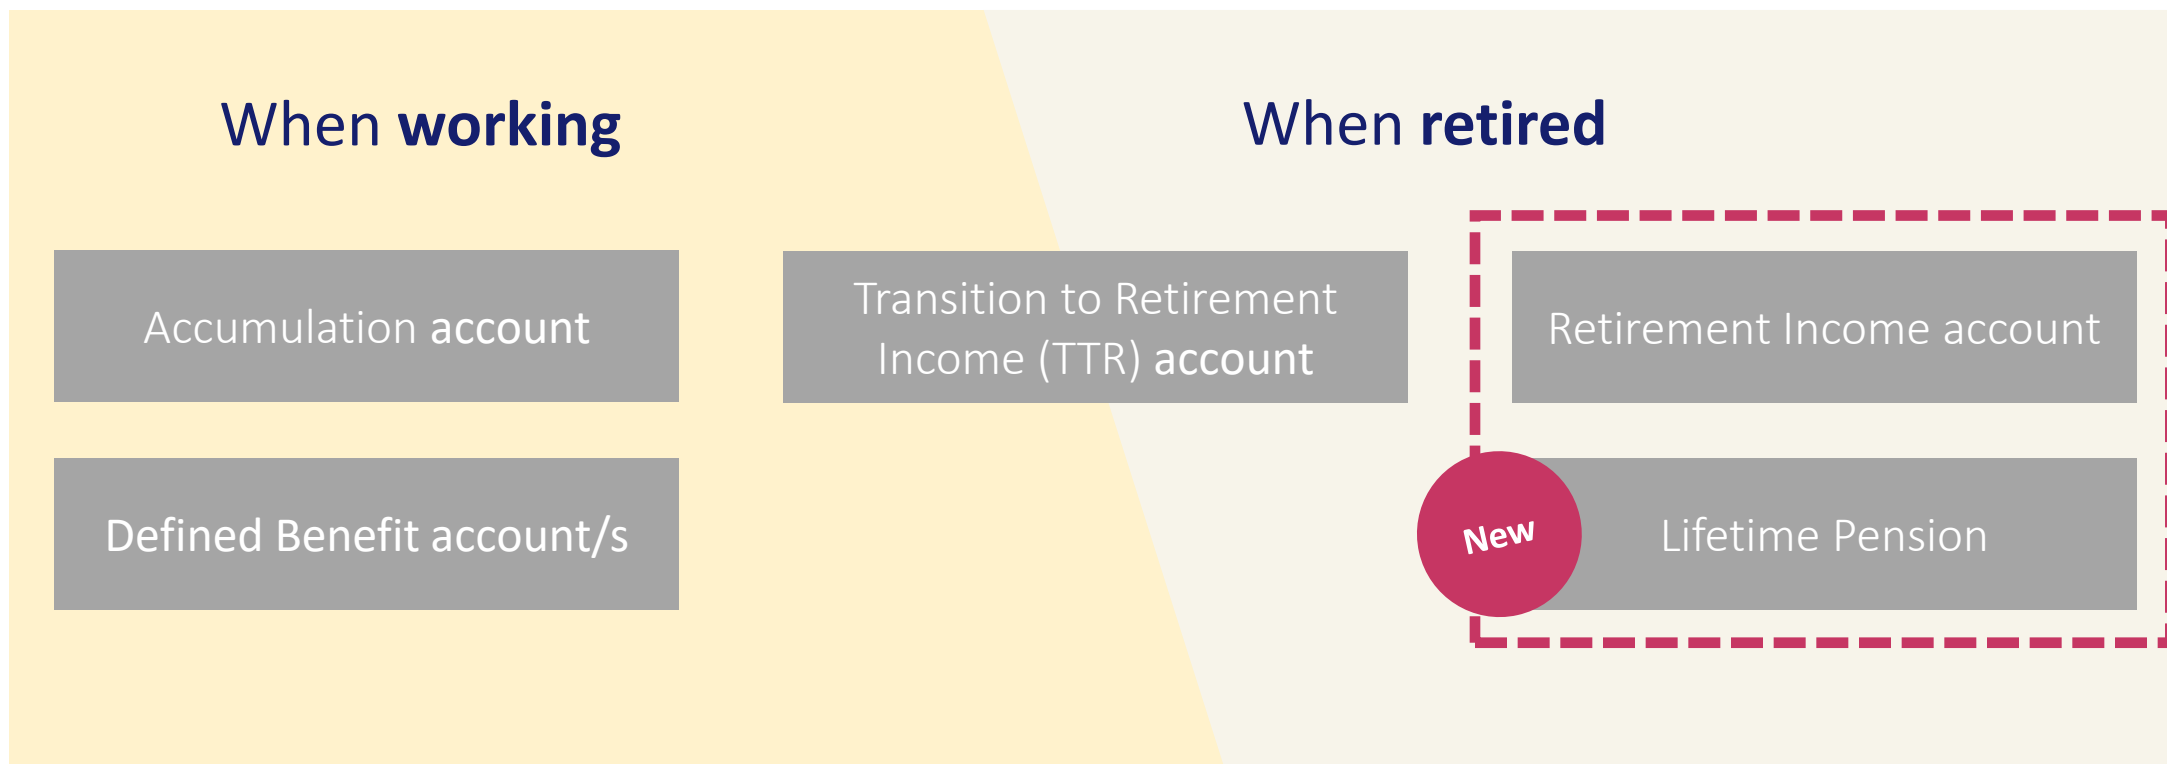 When working
When retired
Accumulation account
Transition to Retirement
Income (TTR) account
Retirement Income account
Defined Benefit account/s
New
Lifetime Pension